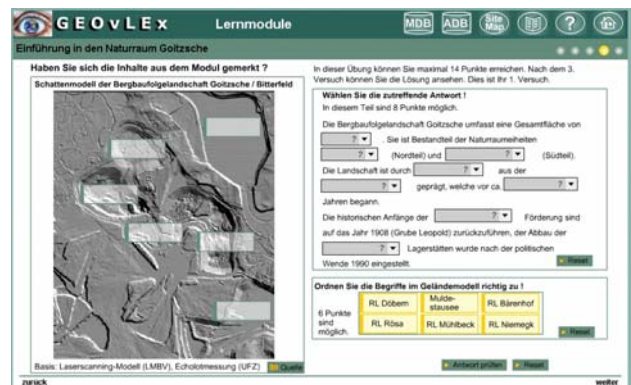 GEOvLEx
Lernmodule
MDB
ADB
Site Map
?
Einführung in den Naturraum Goitzsche
Haben Sie sich die Inhalte aus dem Modul gemerkt ?
Schattenmodell der Bergbaufolgelandschaft Goitzsche / Bitterfeld
Basis: Laserscanning-Modell (LMBV), Echolotmessung (UFZ)
Quelle
In dieser Übung können Sie maximal 14 Punkte erreichen. Nach dem 3.
Versuch können Sie die Lösung ansehen. Dies ist Ihr 1. Versuch.
Wählen Sie die zutreffende Antwort !
In diesem Teil sind 8 Punkte möglich.
Die Bergbaufolgelandschaft Goitzsche umfasst eine Gesamtfläche von
? . Sie ist Bestandteil der Naturraumeiheiten
? (Nordteil) und ? (Südteil).
Die Landschaft ist durch ? aus der
? geprägt, welche vor ca. ?
Jahren begann.
Die historischen Anfänge der ? Förderung sind
auf das Jahr 1908 (Grube Leopold) zurückzuführen, der Abbau der
? Lagerstätten wurde nach der politischen
Wende 1990 eingestellt.
Reset
Ordnen Sie die Begriffe im Geländemodell richtig zu !
6 Punkte
sind
möglich.
RL Döbern
Mulde-
stausee
RL Bärenhof
RL Rösa
RL Mühlbeck
RL Niemegk
Reset
Antwort prüfen
Reset
zurück
weiter